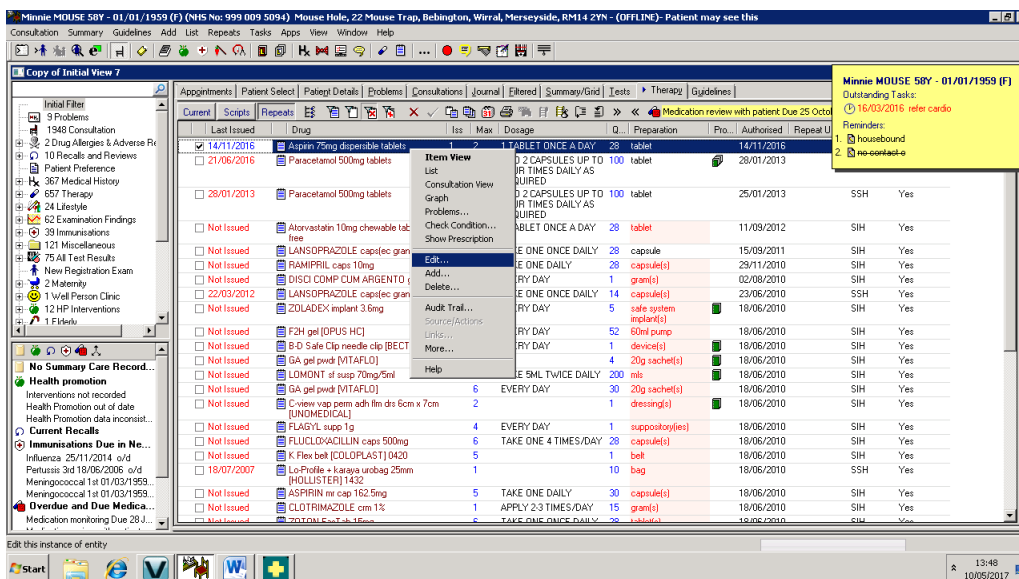 Minnie MOUSE 58Y - 01/01/1959 (F) (NHS No: 999 009 5094) Mouse Hole, 22 Mouse Trap, Bebington, Wirral, Merseyside, RM14 2YN - (OFFLINE)- Patient may see this
Consultation Summary Guidelines Add List Repeats Tasks Apps View Window Help
Copy of Initial View 7
Initial Filter
9 Problems
1948 Consultation
2 Drug Allergies & Adverse Re
10 Recalls and Reviews
Patient Preference
367 Medical History
657 Therapy
24 Lifestyle
62 Examination Findings
39 Immunisations
121 Miscellaneous
75 All Test Results
New Registration Exam
2 Maternity
1 Well Person Clinic
12 HP Interventions
1 Elderly
No Summary Care Record...
Health promotion
Interventions not recorded
Health Promotion out of date
Health Promotion data inconsist...
Current Recalls
Immunisations Due in Ne...
Influenza 25/11/2014 o/d
Pertussis 3rd 18/06/2006 o/d
Meningococcal 1st 01/03/1959...
Meningococcal 1st 01/03/1959...
Overdue and Due Medica...
Medication monitoring Due 28 J...
Appointments Patient Select Patient Details Problems Consultations Journal Filtered Summary/Grid Tests Therapy Guidelines
Current Scripts Repeats Medication review with patient Due 25 Octo
Last Issued Drug Iss Max Dosage Q... Preparation Pro... Authorised Repeat U
14/11/2016 Aspirin 75mg dispersible tablets 1 2 1 TABLET ONCE A DAY 28 tablet 14/11/2016
21/06/2016 Paracetamol 500mg tablets O 2 CAPSULES UP TO 100 tablet 28/01/2013
UR TIMES DAILY AS
QUIRED
28/01/2013 Paracetamol 500mg tablets O 2 CAPSULES UP TO 100 tablet 25/01/2013 SSH Yes
UR TIMES DAILY AS
QUIRED
Not Issued Atorvastatin 10mg chewable tab ABLET ONCE A DAY 28 tablet 11/09/2012 SIH Yes
free
Not Issued LANSOPRAZOLE caps(ec gran KE ONE ONCE DAILY 28 capsule 15/09/2011 SIH Yes
Not Issued RAMIPRIL caps 10mg KE ONE DAILY 28 capsule(s) 29/11/2010 SIH Yes
Not Issued DISCI COMP CUM ARGENTO g ERY DAY 1 gram(s) 02/08/2010 SIH Yes
22/03/2012 LANSOPRAZOLE caps(ec gran KE ONE ONCE DAILY 14 capsule(s) 23/06/2010 SSH Yes
Not Issued ZOLADEX implant 3.6mg ERY DAY 5 safe system 18/06/2010 SIH Yes
implant(s)
Not Issued F2H gel [OPUS HC] ERY DAY 52 60ml pump 18/06/2010 SIH Yes
Not Issued B-D Safe Clip needle clip [BECT ERY DAY 1 device(s) 18/06/2010 SIH Yes
Not Issued GA gel pwdr [VITAFLO] 4 20g sachet(s) 18/06/2010 SIH Yes
Not Issued LOMONT sf susp 70mg/5ml KE 5ML TWICE DAILY 200 mls 18/06/2010 SIH Yes
Not Issued GA gel pwdr [VITAFLO] 6 EVERY DAY 30 20g sachet(s) 18/06/2010 SIH Yes
Not Issued C-view vap perm adh flm drs 6cm x 7cm 2 1 dressing(s) 18/06/2010 SIH Yes
[UNOMEDICAL]
Not Issued FLAGYL supp 1g 4 EVERY DAY 1 suppository(ies) 18/06/2010 SIH Yes
Not Issued FLUCLOXACILLIN caps 500mg 6 TAKE ONE 4 TIMES/DAY 28 capsule(s) 18/06/2010 SIH Yes
Not Issued K Flex belt [COLOPLAST] 0420 5 1 belt 18/06/2010 SIH Yes
18/07/2007 Lo-Profile + karaya urobag 25mm 1 10 bag 18/06/2010 SSH Yes
[HOLLISTER] 1432
Not Issued ASPIRIN mr cap 162.5mg 5 TAKE ONE DAILY 30 capsule(s) 18/06/2010 SIH Yes
Not Issued CLOTRIMAZOLE crm 1% 1 APPLY 2-3 TIMES/DAY 15 gram(s) 18/06/2010 SIH Yes
Not Issued ZOTON FasTab 15mg 6 TAKE ONE ONCE DAILY 28 tablet(s) 18/06/2010 SIH Yes
Item View
List
Consultation View
Graph
Problems...
Check Condition...
Show Prescription
Edit...
Add...
Delete...
Audit Trail...
Source/Actions
Links...
More...
Help
Minnie MOUSE 58Y - 01/01/1959 (F)
Outstanding Tasks:
16/03/2016 refer cardio
Reminders:
1. housebound
2. no contact o
Edit this instance of entity
Start
13:48
10/05/2017